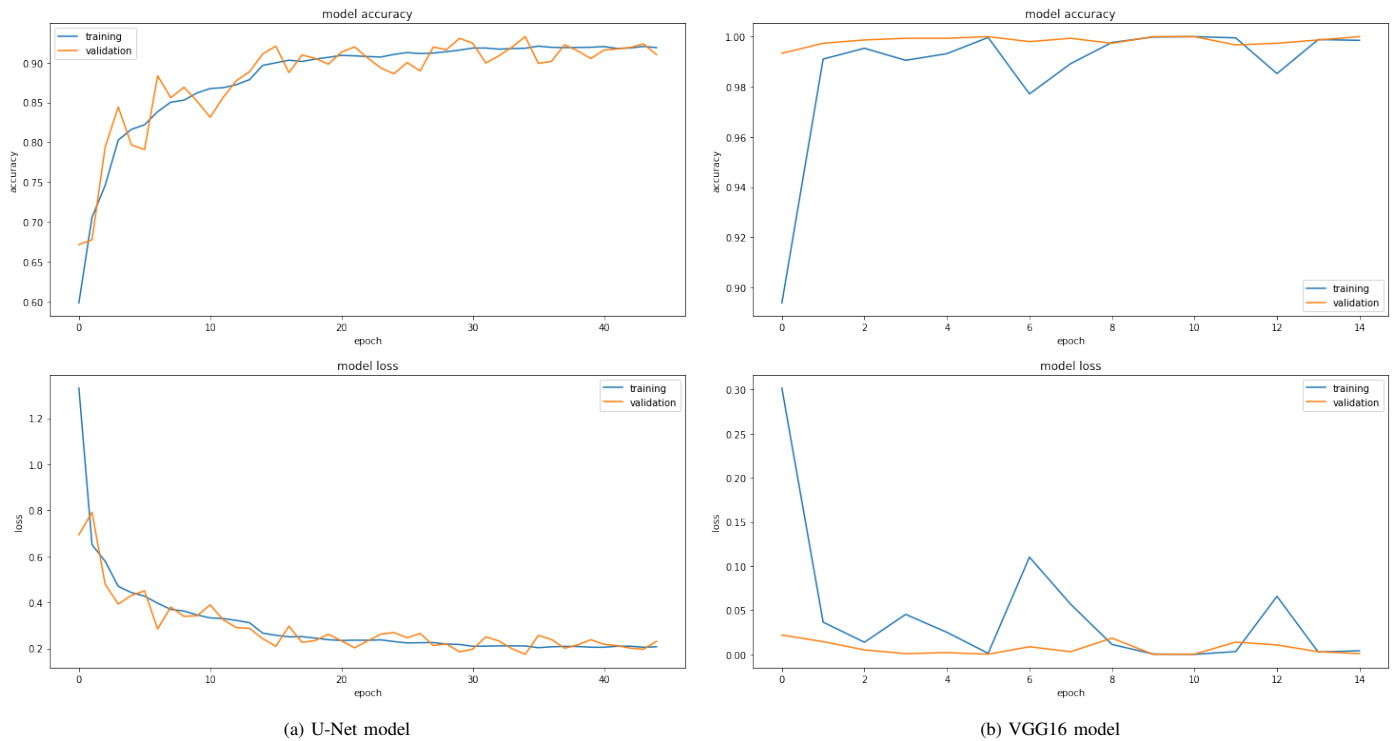 model accuracy
training
validation
0.90
0.85
0.80
0.75
0.70
0.65
0.60
accuracy
0 10 20 30 40
epoch
model loss
training
validation
1.2
1.0
0.8
0.6
0.4
0.2
loss
0 10 20 30 40
epoch
(a) U-Net model
model accuracy
1.00
0.98
0.96
0.94
0.92
0.90
accuracy
training
validation
0 2 4 6 8 10 12 14
epoch
model loss
training
validation
0.30
0.25
0.20
0.15
0.10
0.05
0.00
loss
0 2 4 6 8 10 12 14
epoch
(b) VGG16 model